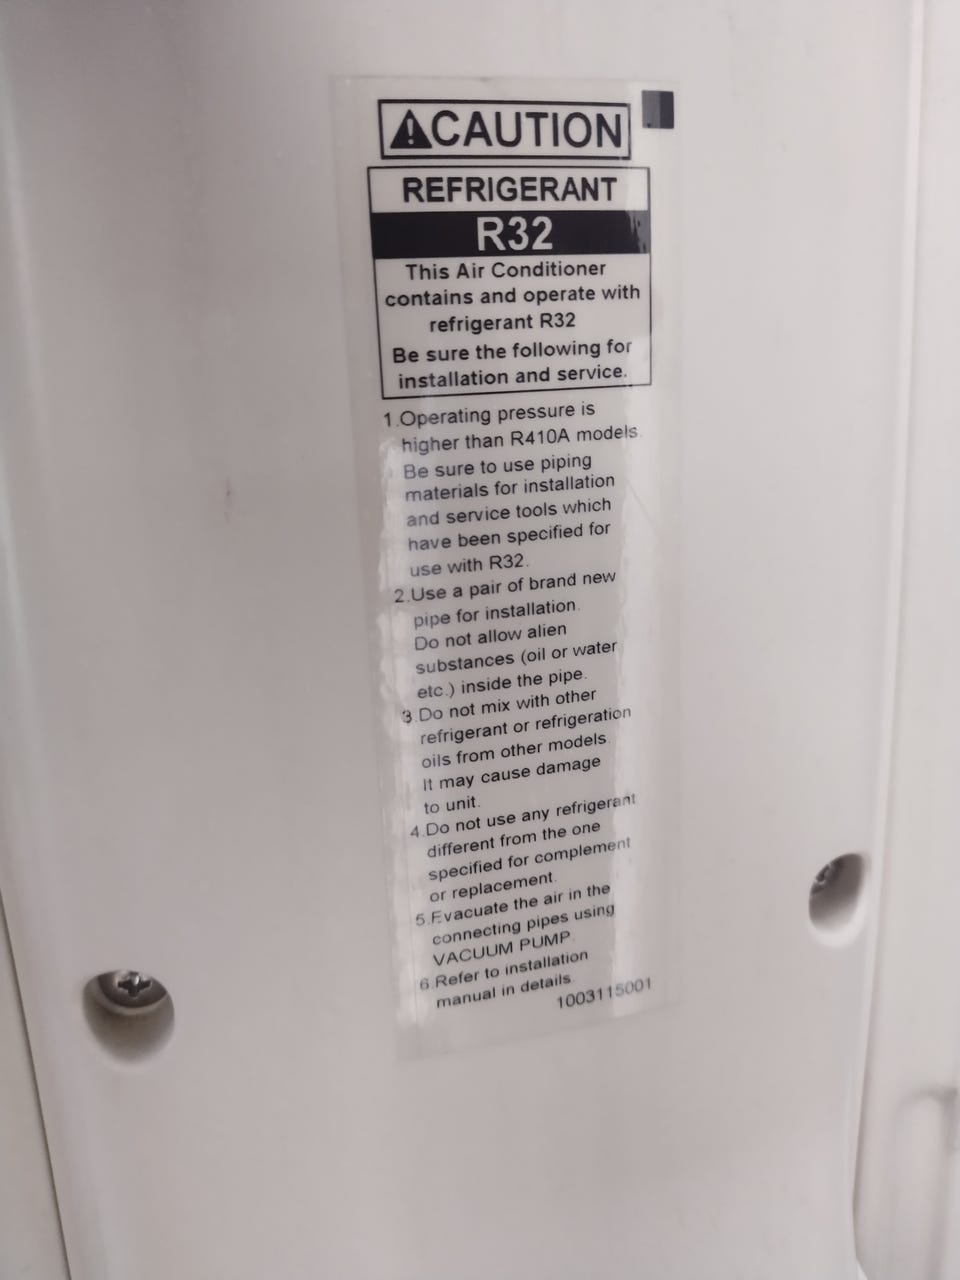 CAUTION
REFRIGERANT
R32
This Air Conditioner
contains and operate with
refrigerant R32
Be sure the following for
installation and service.
1.Operating pressure is
higher than R410A models.
Be sure to use piping
materials for installation
and service tools which
have been specified for
use with R32.
2.Use a pair of brand new
pipe for installation.
Do not allow alien
substances (oil or water
etc.) inside the pipe.
3.Do not mix with other
refrigerant or refrigeration
oils from other models.
It may cause damage
to unit.
4.Do not use any refrigerant
different from the one
specified for complement
or replacement.
5.Evacuate the air in the
connecting pipes using
VACUUM PUMP.
6.Refer to installation
manual in details.
1003115001